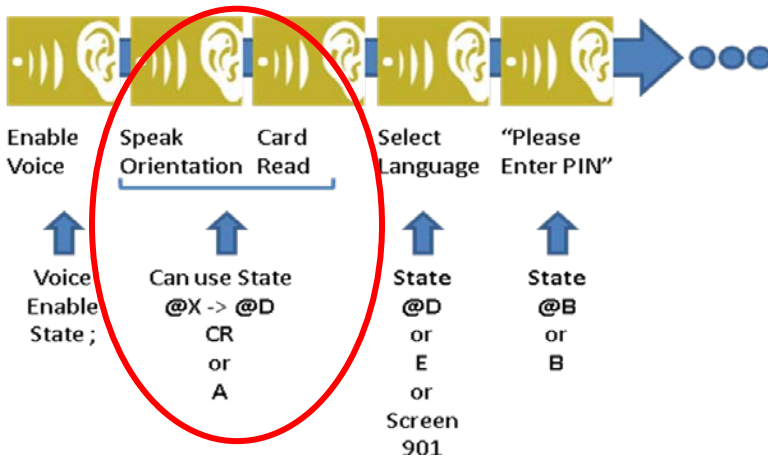 Enable
Voice
Speak
Orientation
Card
Read
Select
Language
“Please
Enter PIN”
Voice
Enable
State ;
Can use State
@X -> @D
CR
or
A
State
@D
or
E
or
Screen
901
State
@B
or
B